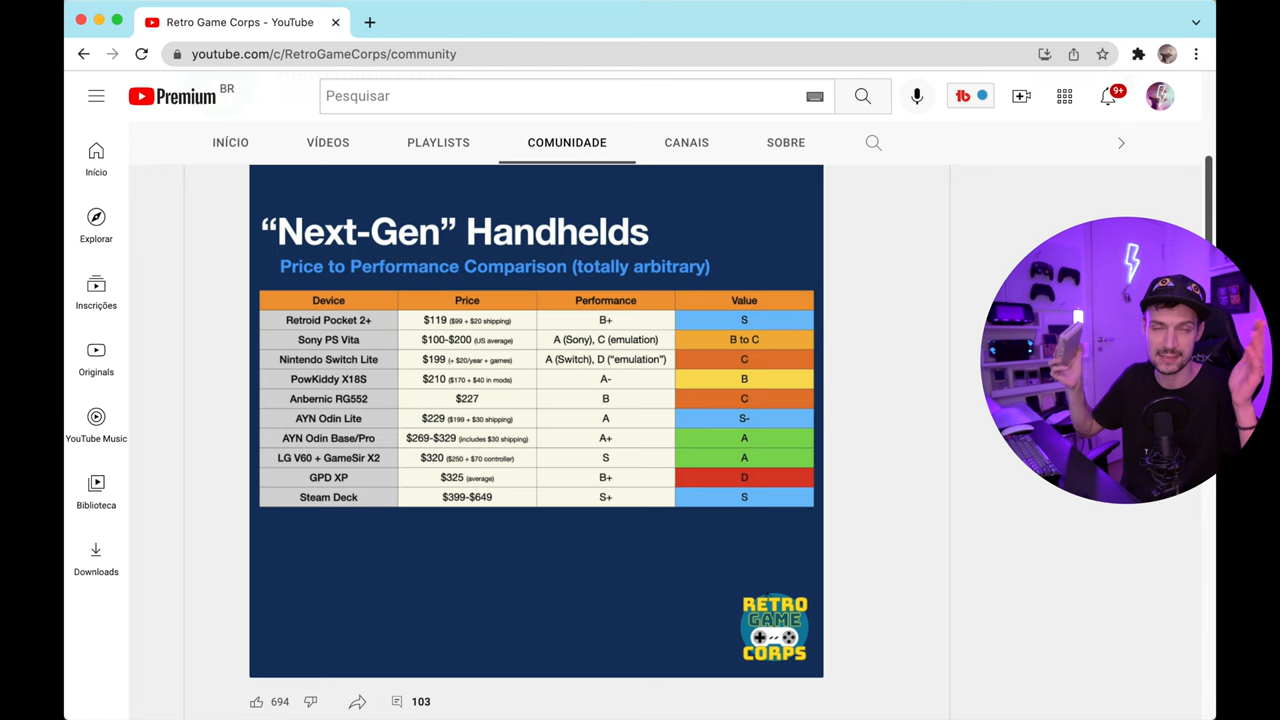 Retro Game Corps - YouTube
youtube.com/c/RetroGameCorps/community
Premium BR
Pesquisar
9+
INÍCIO VÍDEOS PLAYLISTS COMUNIDADE CANAIS SOBRE
Início
Explorar
Inscrições
Originals
YouTube Music
Biblioteca
Downloads
“Next-Gen” Handhelds
Price to Performance Comparison (totally arbitrary)
Device Price Performance Value
Retroid Pocket 2+ $119 ($99 + $20 shipping) B+ S
Sony PS Vita $100-$200 (US average) A (Sony), C (emulation) B to C
Nintendo Switch Lite $199 (+ $20/year + games) A (Switch), D (“emulation”) C
PowKiddy X18S $210 ($170 + $40 in mods) A- B
Anbernic RG552 $227 B C
AYN Odin Lite $229 ($199 + $30 shipping) A S-
AYN Odin Base/Pro $269-$329 (includes $30 shipping) A+ A
LG V60 + GameSir X2 $320 ($250 + $70 controller) S A
GPD XP $325 (average) B+ D
Steam Deck $399-$649 S+ S
RETRO
GAME
CORPS
694 103